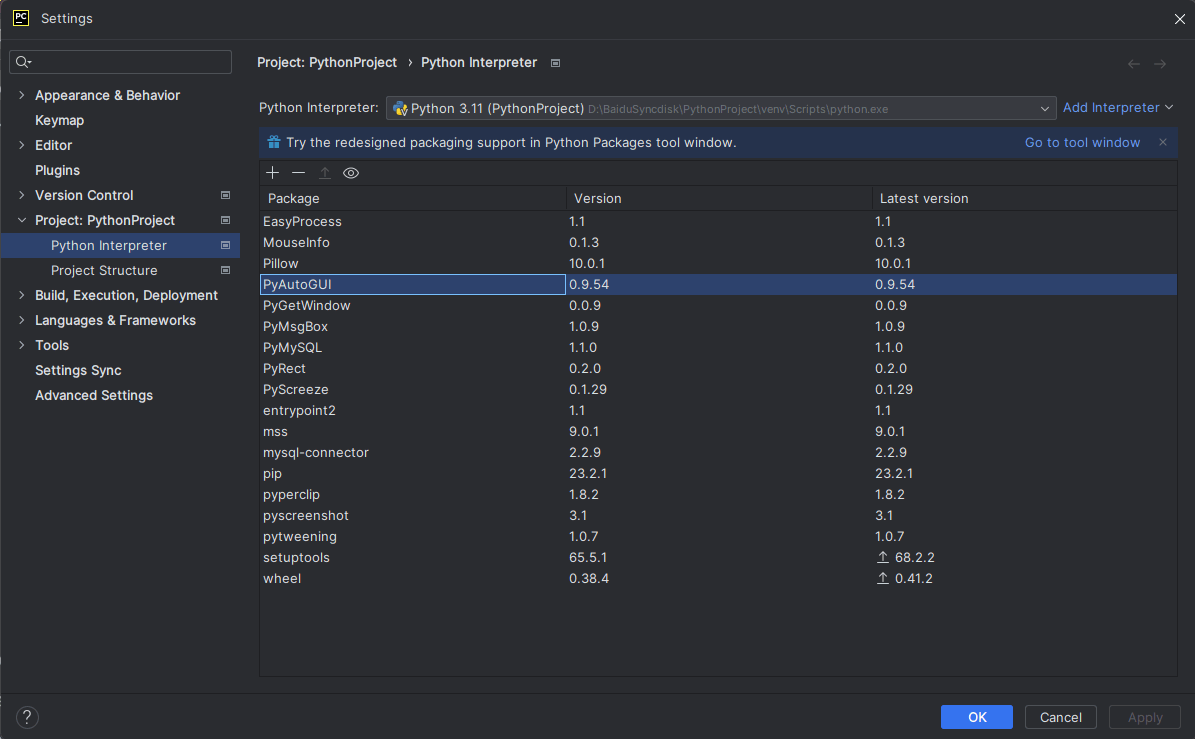 PC Settings
Appearance & Behavior
Keymap
Editor
Plugins
Version Control
Project: PythonProject
Python Interpreter
Project Structure
Build, Execution, Deployment
Languages & Frameworks
Tools
Settings Sync
Advanced Settings
Project: PythonProject › Python Interpreter
Python Interpreter: Python 3.11 (PythonProject) D:\BaiduSyncdisk\PythonProject\venv\Scripts\python.exe Add Interpreter
Try the redesigned packaging support in Python Packages tool window. Go to tool window
Package Version Latest version
EasyProcess 1.1 1.1
MouseInfo 0.1.3 0.1.3
Pillow 10.0.1 10.0.1
PyAutoGUI 0.9.54 0.9.54
PyGetWindow 0.0.9 0.0.9
PyMsgBox 1.0.9 1.0.9
PyMySQL 1.1.0 1.1.0
PyRect 0.2.0 0.2.0
PyScreeze 0.1.29 0.1.29
entrypoint2 1.1 1.1
mss 9.0.1 9.0.1
mysql-connector 2.2.9 2.2.9
pip 23.2.1 23.2.1
pyperclip 1.8.2 1.8.2
pyscreenshot 3.1 3.1
pytweening 1.0.7 1.0.7
setuptools 65.5.1 68.2.2
wheel 0.38.4 0.41.2
? OK Cancel Apply